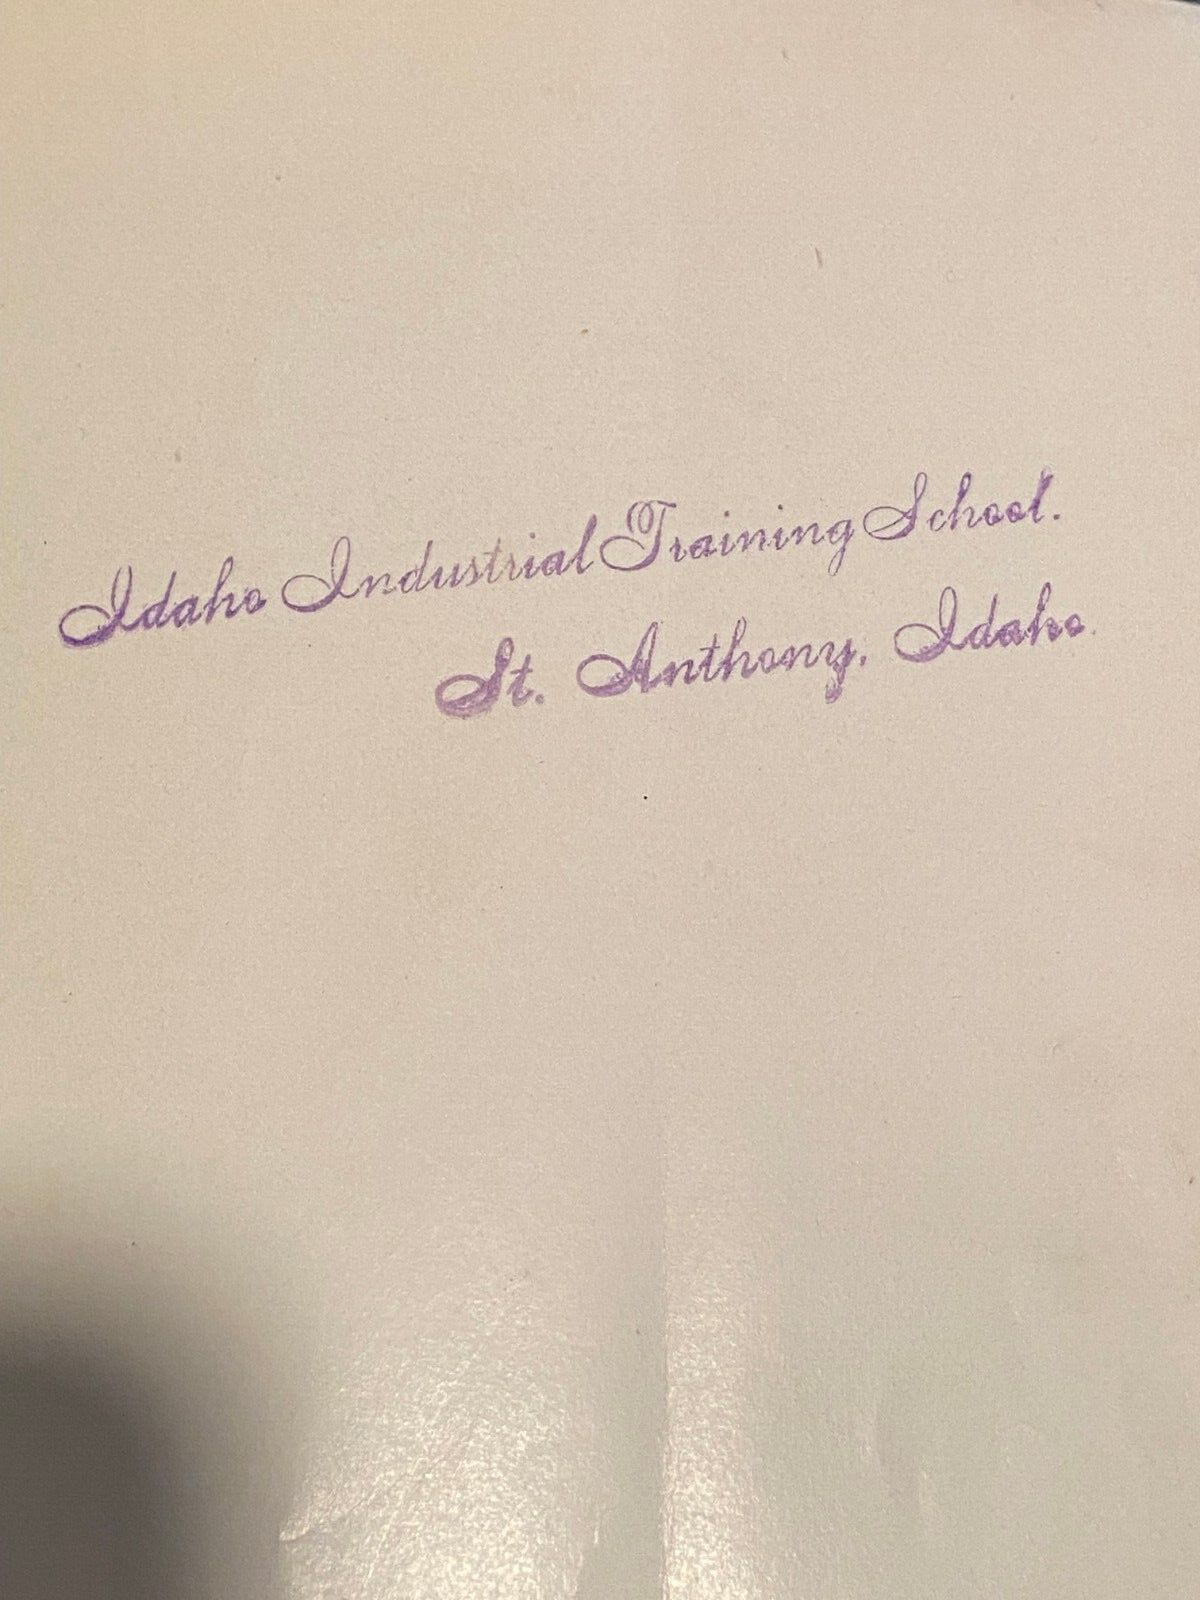 Idaho Industrial Training School.
St. Anthony, Idaho.